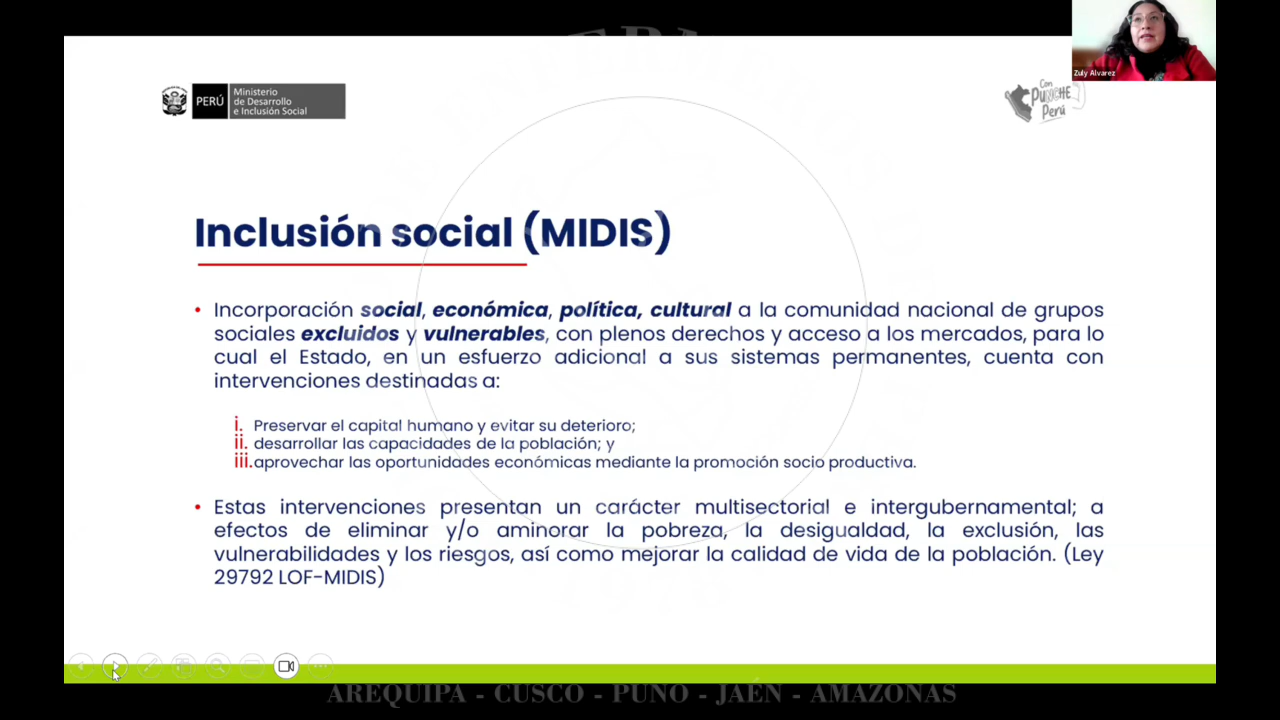 Zuly Alvarez
PERÚ
Ministerio
de Desarrollo
e Inclusión Social
Con
PUNCHE
Perú
Inclusión social (MIDIS)
• Incorporación social, económica, política, cultural a la comunidad nacional de grupos
sociales excluidos y vulnerables, con plenos derechos y acceso a los mercados, para lo
cual el Estado, en un esfuerzo adicional a sus sistemas permanentes, cuenta con
intervenciones destinadas a:
i. Preservar el capital humano y evitar su deterioro;
ii. desarrollar las capacidades de la población; y
iii. aprovechar las oportunidades económicas mediante la promoción socio productiva.
• Estas intervenciones presentan un carácter multisectorial e intergubernamental; a
efectos de eliminar y/o aminorar la pobreza, la desigualdad, la exclusión, las
vulnerabilidades y los riesgos, así como mejorar la calidad de vida de la población. (Ley
29792 LOF-MIDIS)
AREQUIPA - CUSCO - PUNO - JAÉN - AMAZONAS